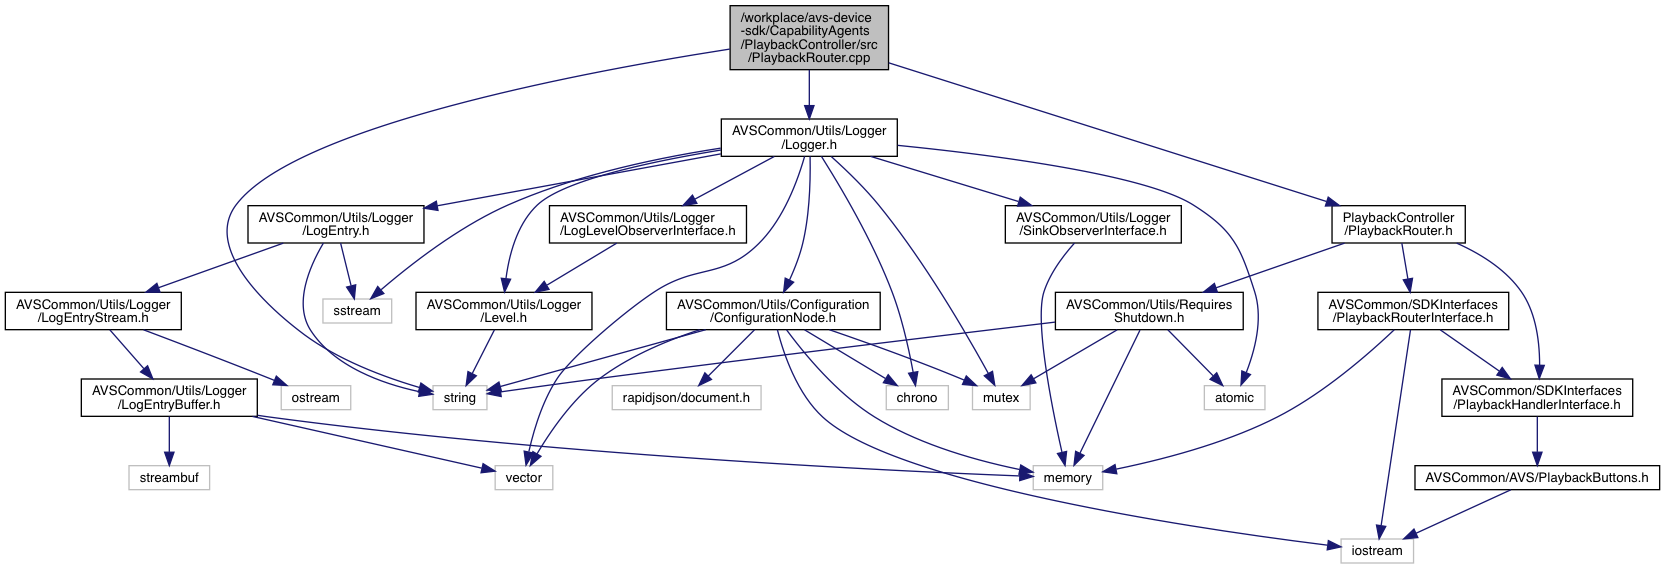 /workplace/avs-device
-sdk/CapabilityAgents
/PlaybackController/src
/PlaybackRouter.cpp
AVSCommon/Utils/Logger
/Logger.h
AVSCommon/Utils/Logger
/LogEntry.h
AVSCommon/Utils/Logger
/LogLevelObserverInterface.h
AVSCommon/Utils/Logger
/SinkObserverInterface.h
PlaybackController
/PlaybackRouter.h
AVSCommon/Utils/Logger
/LogEntryStream.h
sstream
AVSCommon/Utils/Logger
/Level.h
AVSCommon/Utils/Configuration
/ConfigurationNode.h
AVSCommon/Utils/Requires
Shutdown.h
AVSCommon/SDKInterfaces
/PlaybackRouterInterface.h
AVSCommon/Utils/Logger
/LogEntryBuffer.h
ostream
string
rapidjson/document.h
chrono
mutex
atomic
AVSCommon/SDKInterfaces
/PlaybackHandlerInterface.h
streambuf
vector
memory
AVSCommon/AVS/PlaybackButtons.h
iostream